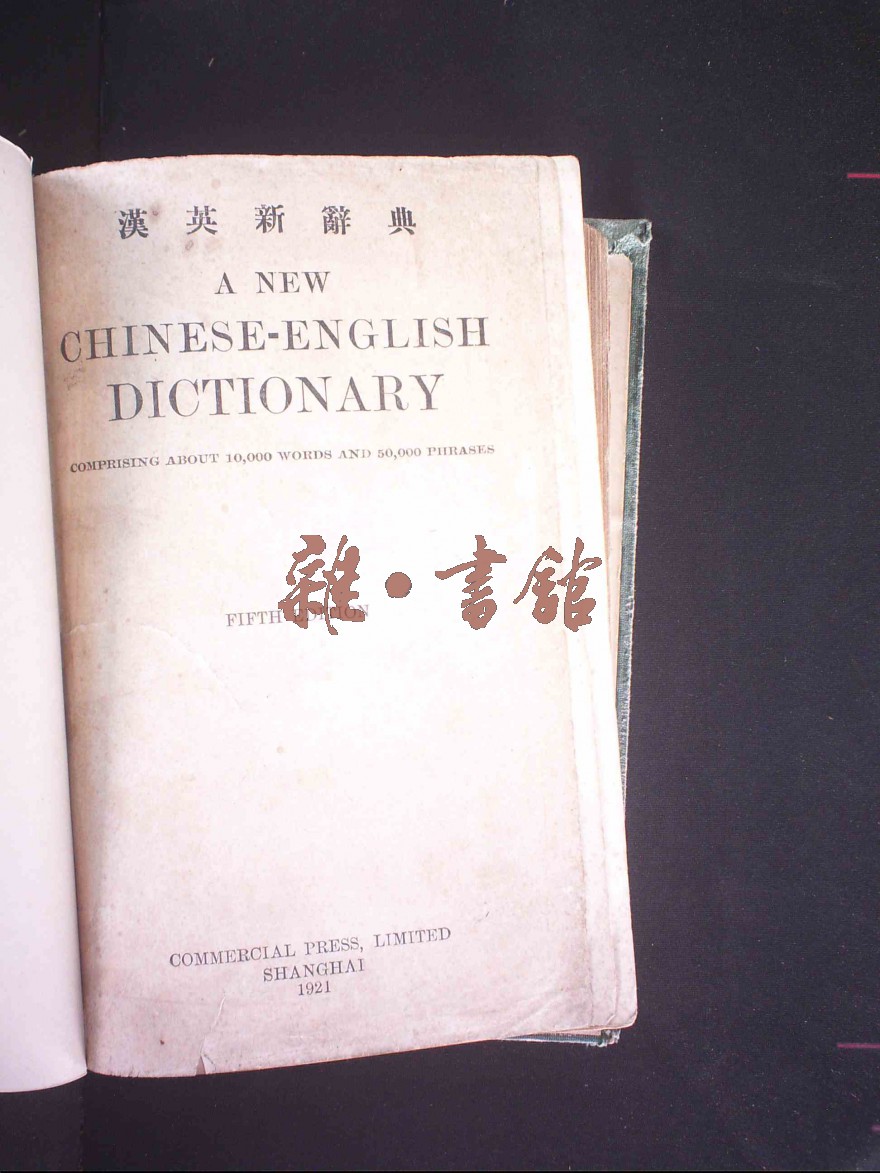 漢英新辭典
A NEW
CHINESE-ENGLISH
DICTIONARY
COMPRISING ABOUT 10,000 WORDS AND 50,000 PHRASES
雜·書館
FIFTH EDITION
COMMERCIAL PRESS, LIMITED
SHANGHAI
1921